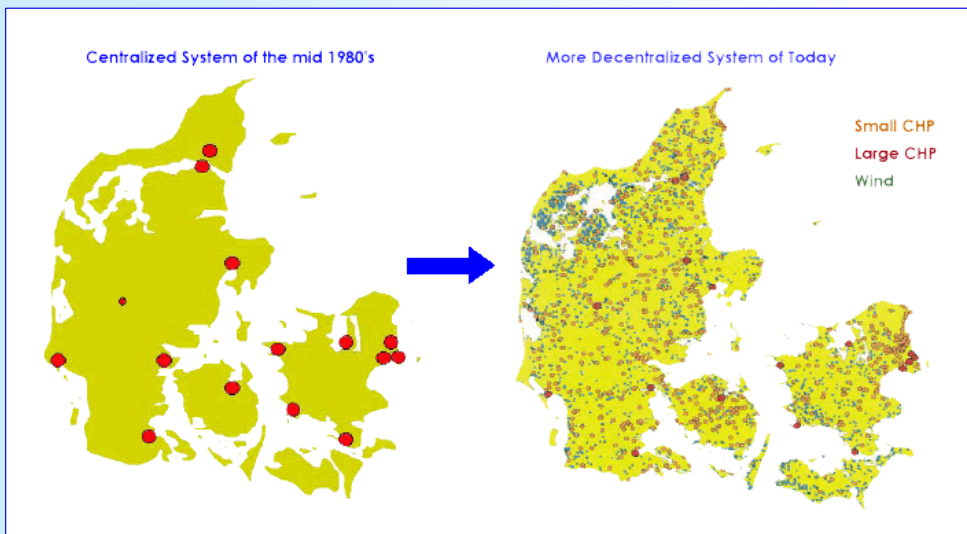 Centralized System of the mid 1980's
More Decentralized System of Today
Small CHP
Large CHP
Wind